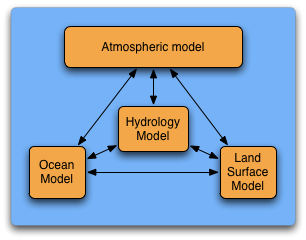 Atmospheric model
Hydrology
Model
Ocean
Model
Land
Surface
Model